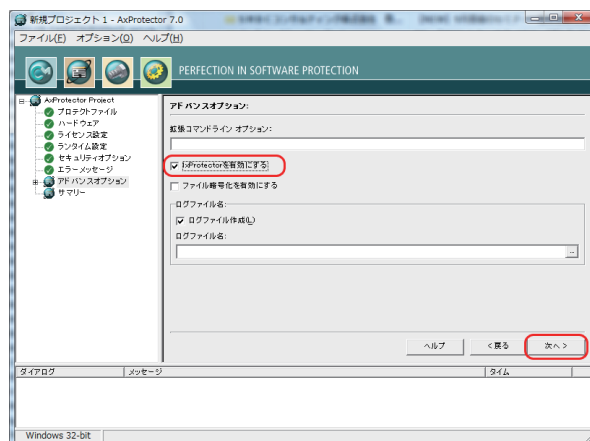 新規プロジェクト 1 - AxProtector 7.0
ファイル(F) オプション(O) ヘルプ(H)
PERFECTION IN SOFTWARE PROTECTION
AxProtector Project
プロテクトファイル
ハードウェア
ライセンス設定
ランタイム設定
セキュリティオプション
エラーメッセージ
アドバンスオプション
サマリー
アドバンスオプション:
拡張コマンドライン オプション:
IxProtectorを有効にする
ファイル暗号化を有効にする
ログファイル名:
ログファイル作成(L)
ログファイル名:
...
ヘルプ
< 戻る
次へ >
ダイアログ メッセージ タイム
Windows 32-bit